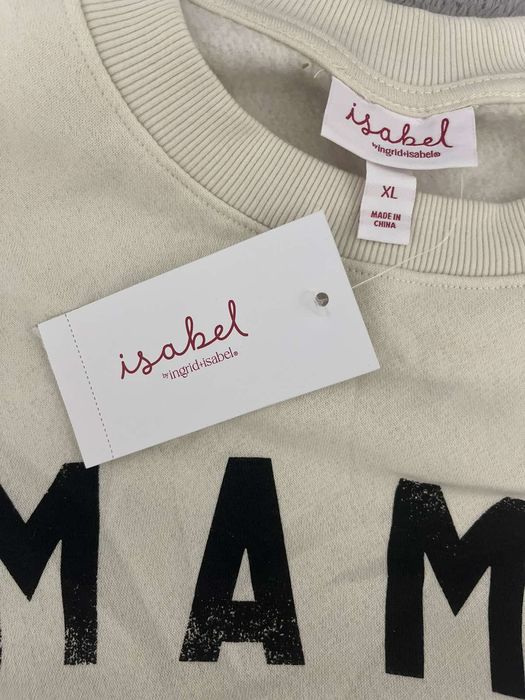 isabel
by ingrid+isabel®
XL
MADE IN
CHINA
isabel
by ingrid+isabel®
MAM